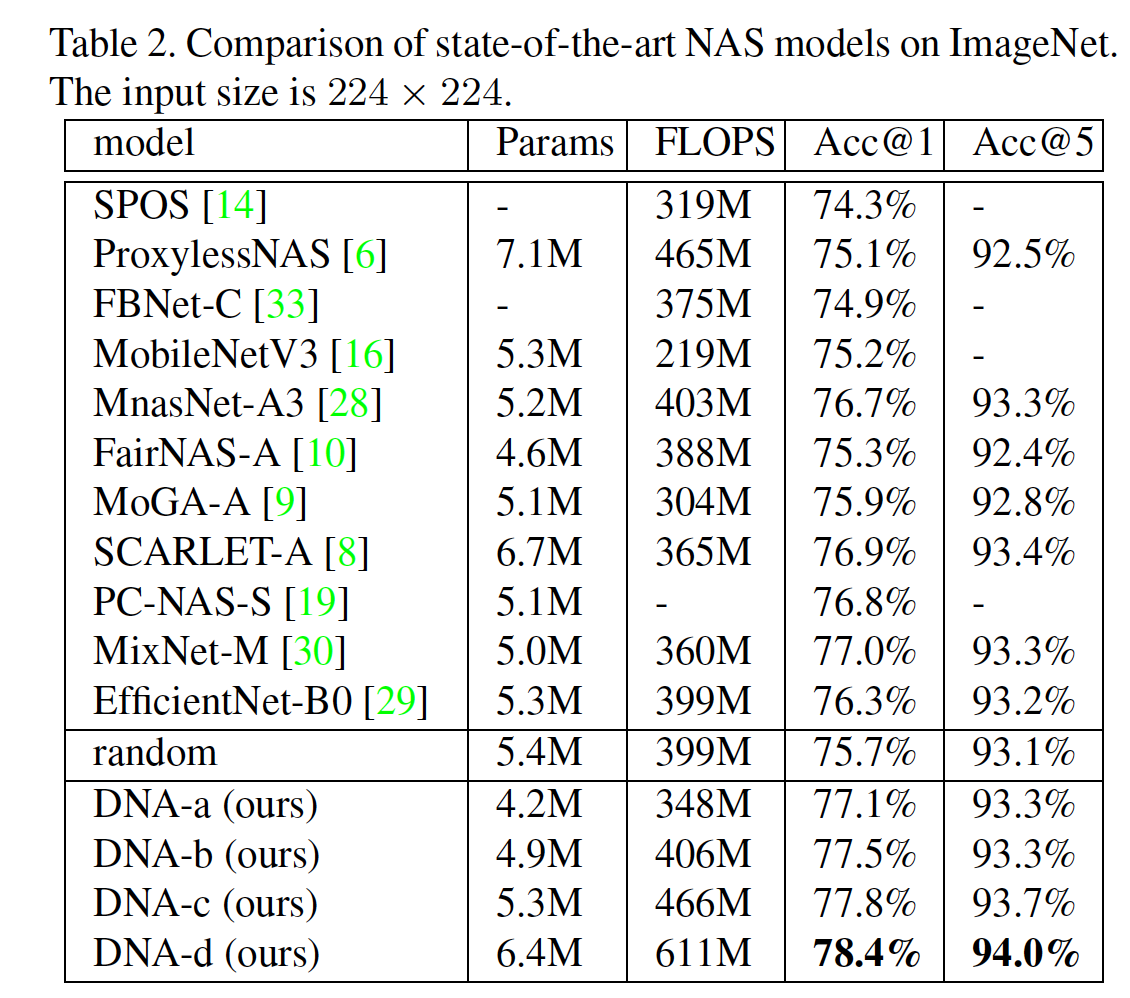 Table 2. Comparison of state-of-the-art NAS models on ImageNet.
The input size is 224 × 224.
model Params FLOPS Acc@1 Acc@5
SPOS [14] - 319M 74.3% -
ProxylessNAS [6] 7.1M 465M 75.1% 92.5%
FBNet-C [33] - 375M 74.9% -
MobileNetV3 [16] 5.3M 219M 75.2% -
MnasNet-A3 [28] 5.2M 403M 76.7% 93.3%
FairNAS-A [10] 4.6M 388M 75.3% 92.4%
MoGA-A [9] 5.1M 304M 75.9% 92.8%
SCARLET-A [8] 6.7M 365M 76.9% 93.4%
PC-NAS-S [19] 5.1M - 76.8% -
MixNet-M [30] 5.0M 360M 77.0% 93.3%
EfficientNet-B0 [29] 5.3M 399M 76.3% 93.2%
random 5.4M 399M 75.7% 93.1%
DNA-a (ours) 4.2M 348M 77.1% 93.3%
DNA-b (ours) 4.9M 406M 77.5% 93.3%
DNA-c (ours) 5.3M 466M 77.8% 93.7%
DNA-d (ours) 6.4M 611M 78.4% 94.0%